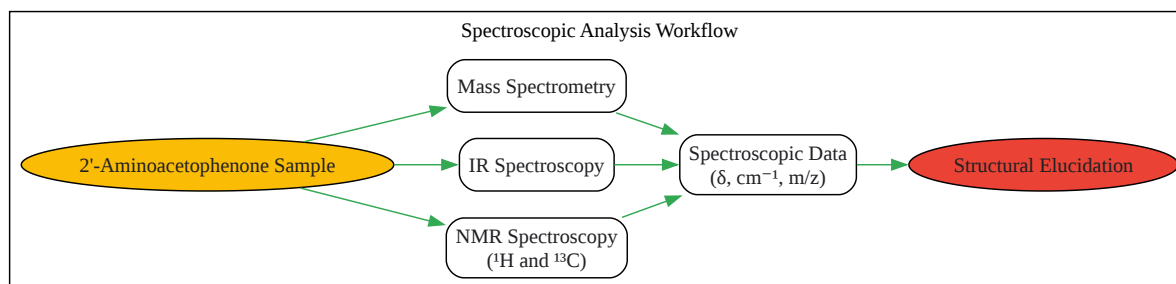 Spectroscopic Analysis Workflow
Mass Spectrometry
2'-Aminoacetophenone Sample
IR Spectroscopy
NMR Spectroscopy
(¹H and ¹³C)
Spectroscopic Data
(δ, cm⁻¹, m/z)
Structural Elucidation